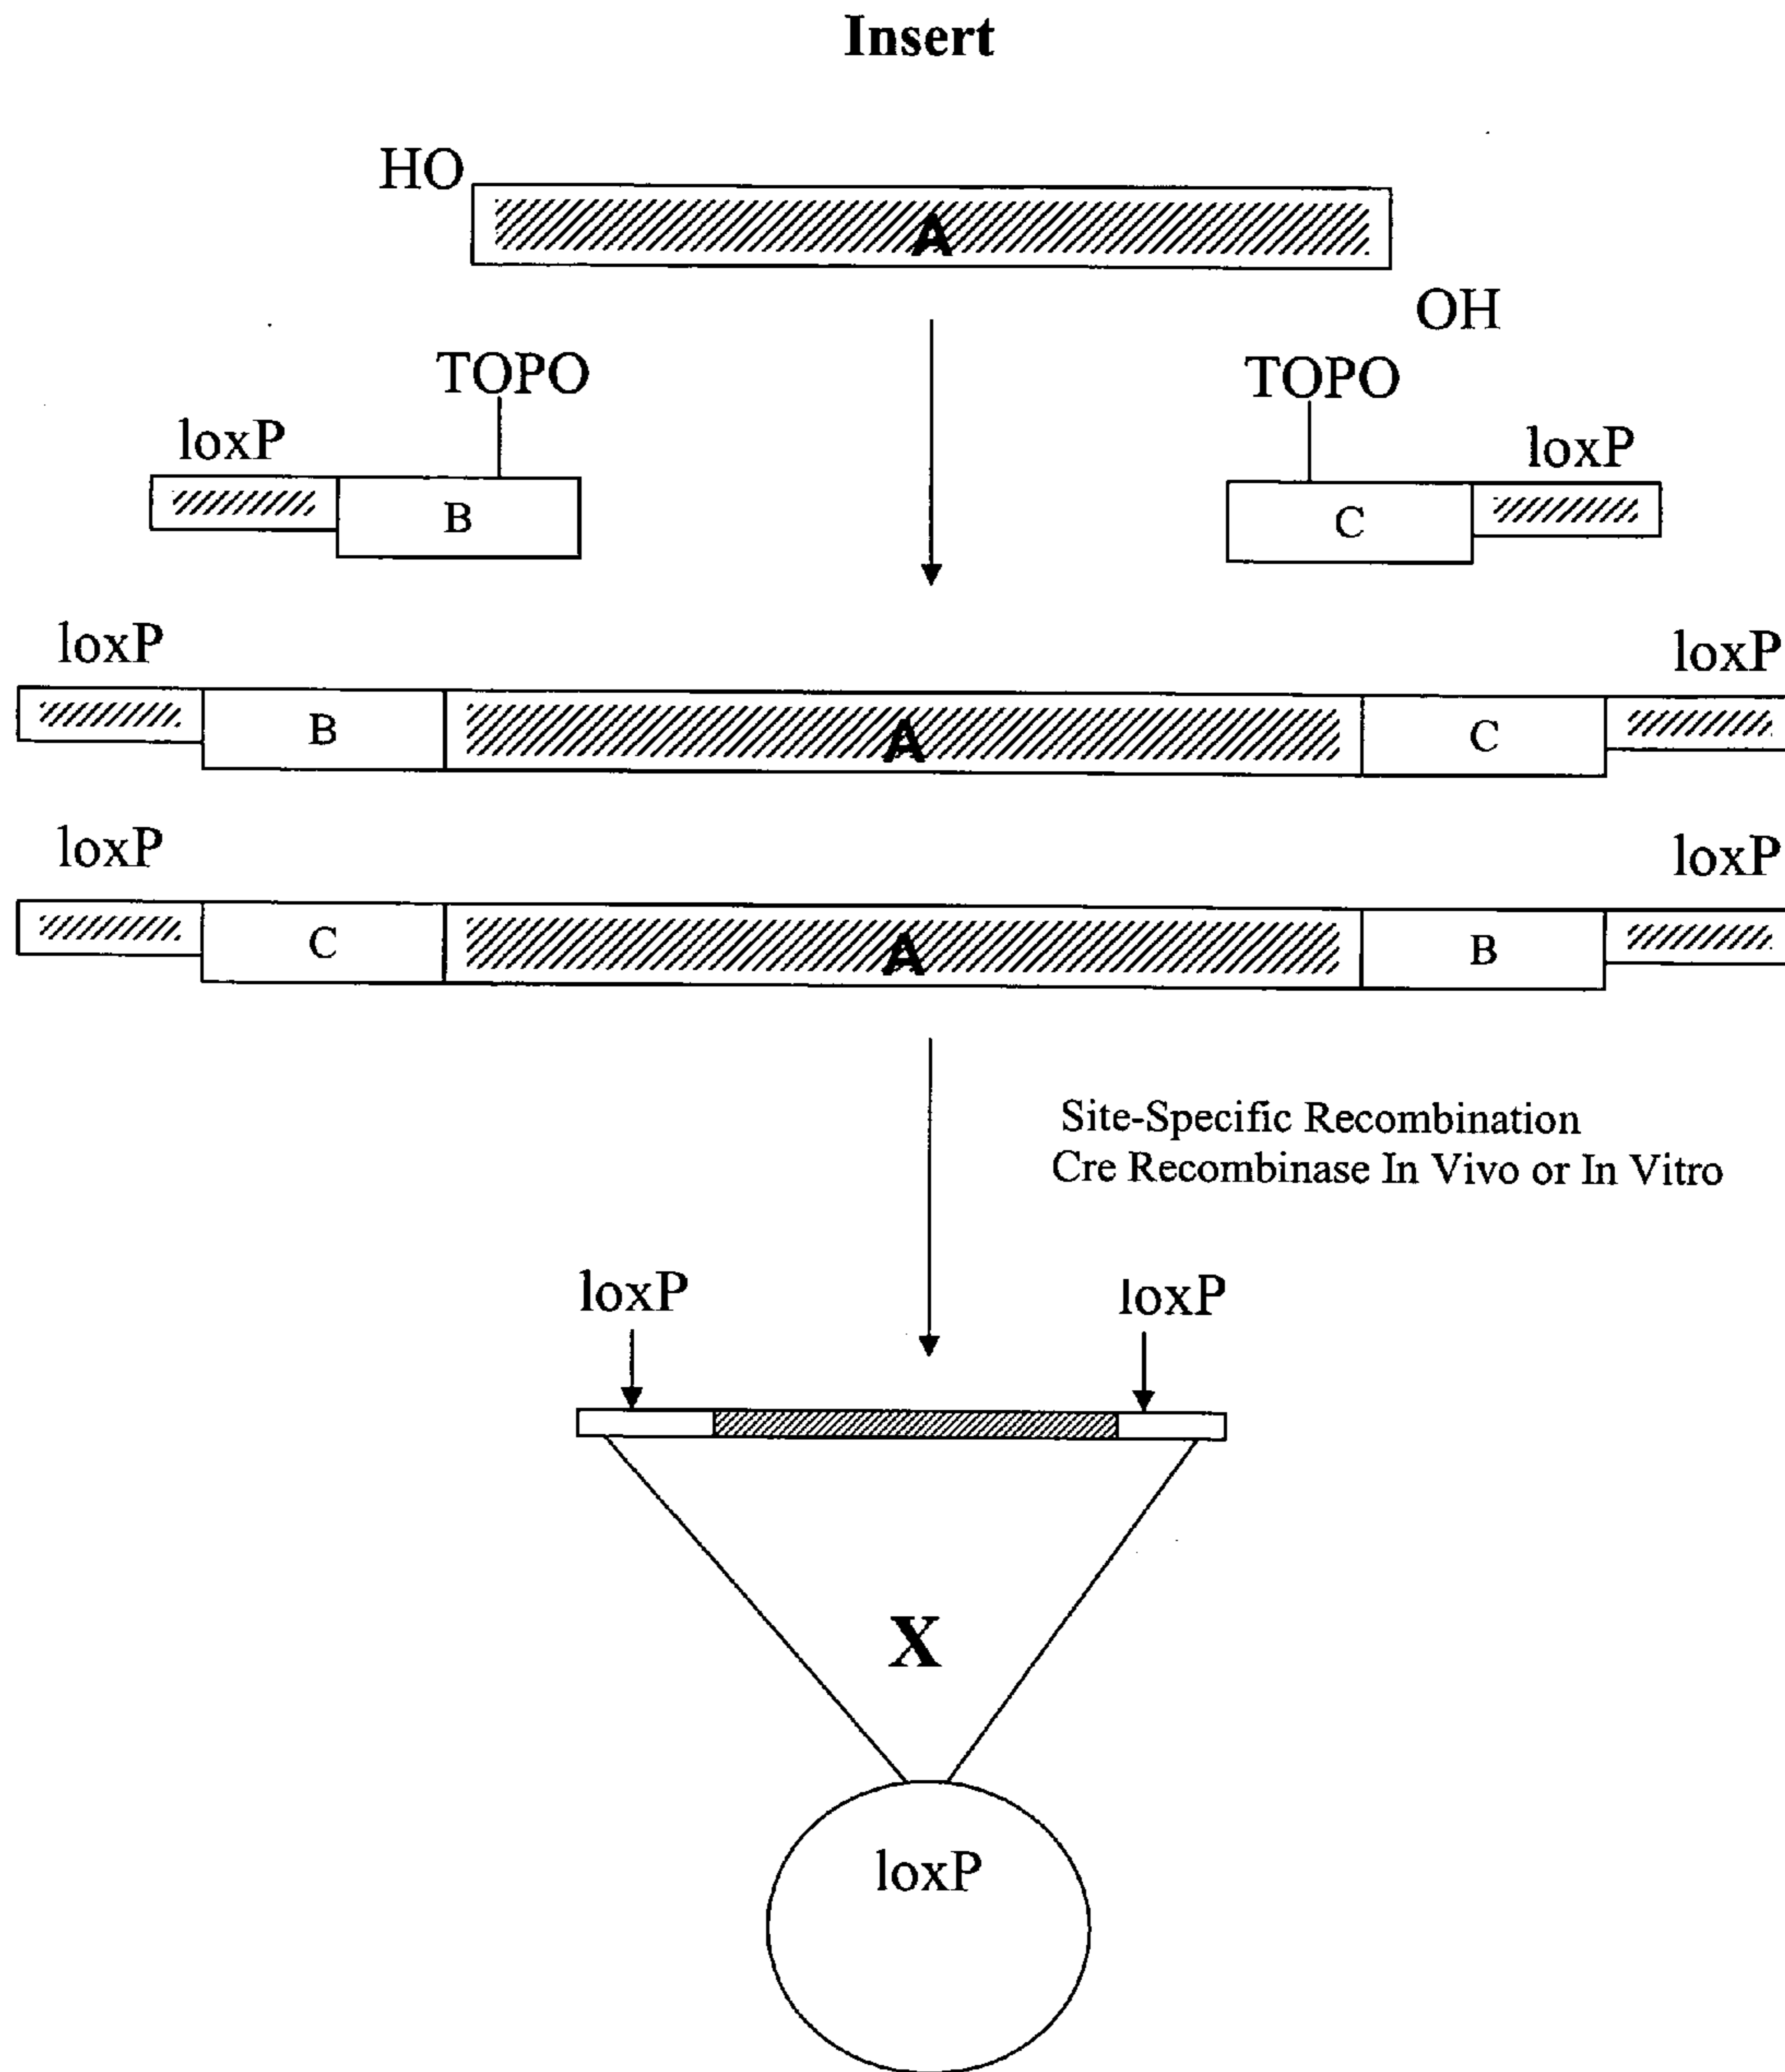 Insert
HO
A
OH
TOPO
TOPO
loxP
loxP
B
C
loxP
loxP
B
A
C
loxP
loxP
C
A
B
Site-Specific Recombination
Cre Recombinase In Vivo or In Vitro
loxP
loxP
X
loxP